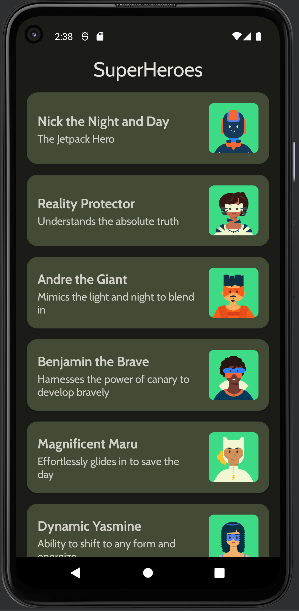 2:38
SuperHeroes
Nick the Night and Day
The Jetpack Hero
Reality Protector
Understands the absolute truth
Andre the Giant
Mimics the light and night to blend
in
Benjamin the Brave
Harnesses the power of canary to
develop bravely
Magnificent Maru
Effortlessly glides in to save the
day
Dynamic Yasmine
Ability to shift to any form and
energize